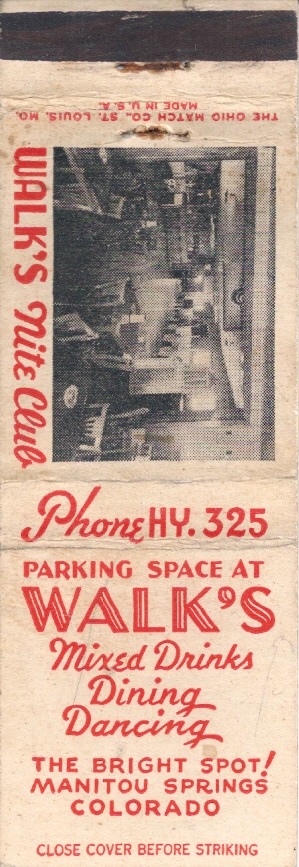 THE OHIO MATCH CO., ST. LOUIS, MO.
MADE IN U.S.A.
WALK'S Nite Club
Phone HY. 325
PARKING SPACE AT
WALK'S
Mixed Drinks
Dining
Dancing
THE BRIGHT SPOT!
MANITOU SPRINGS
COLORADO
CLOSE COVER BEFORE STRIKING